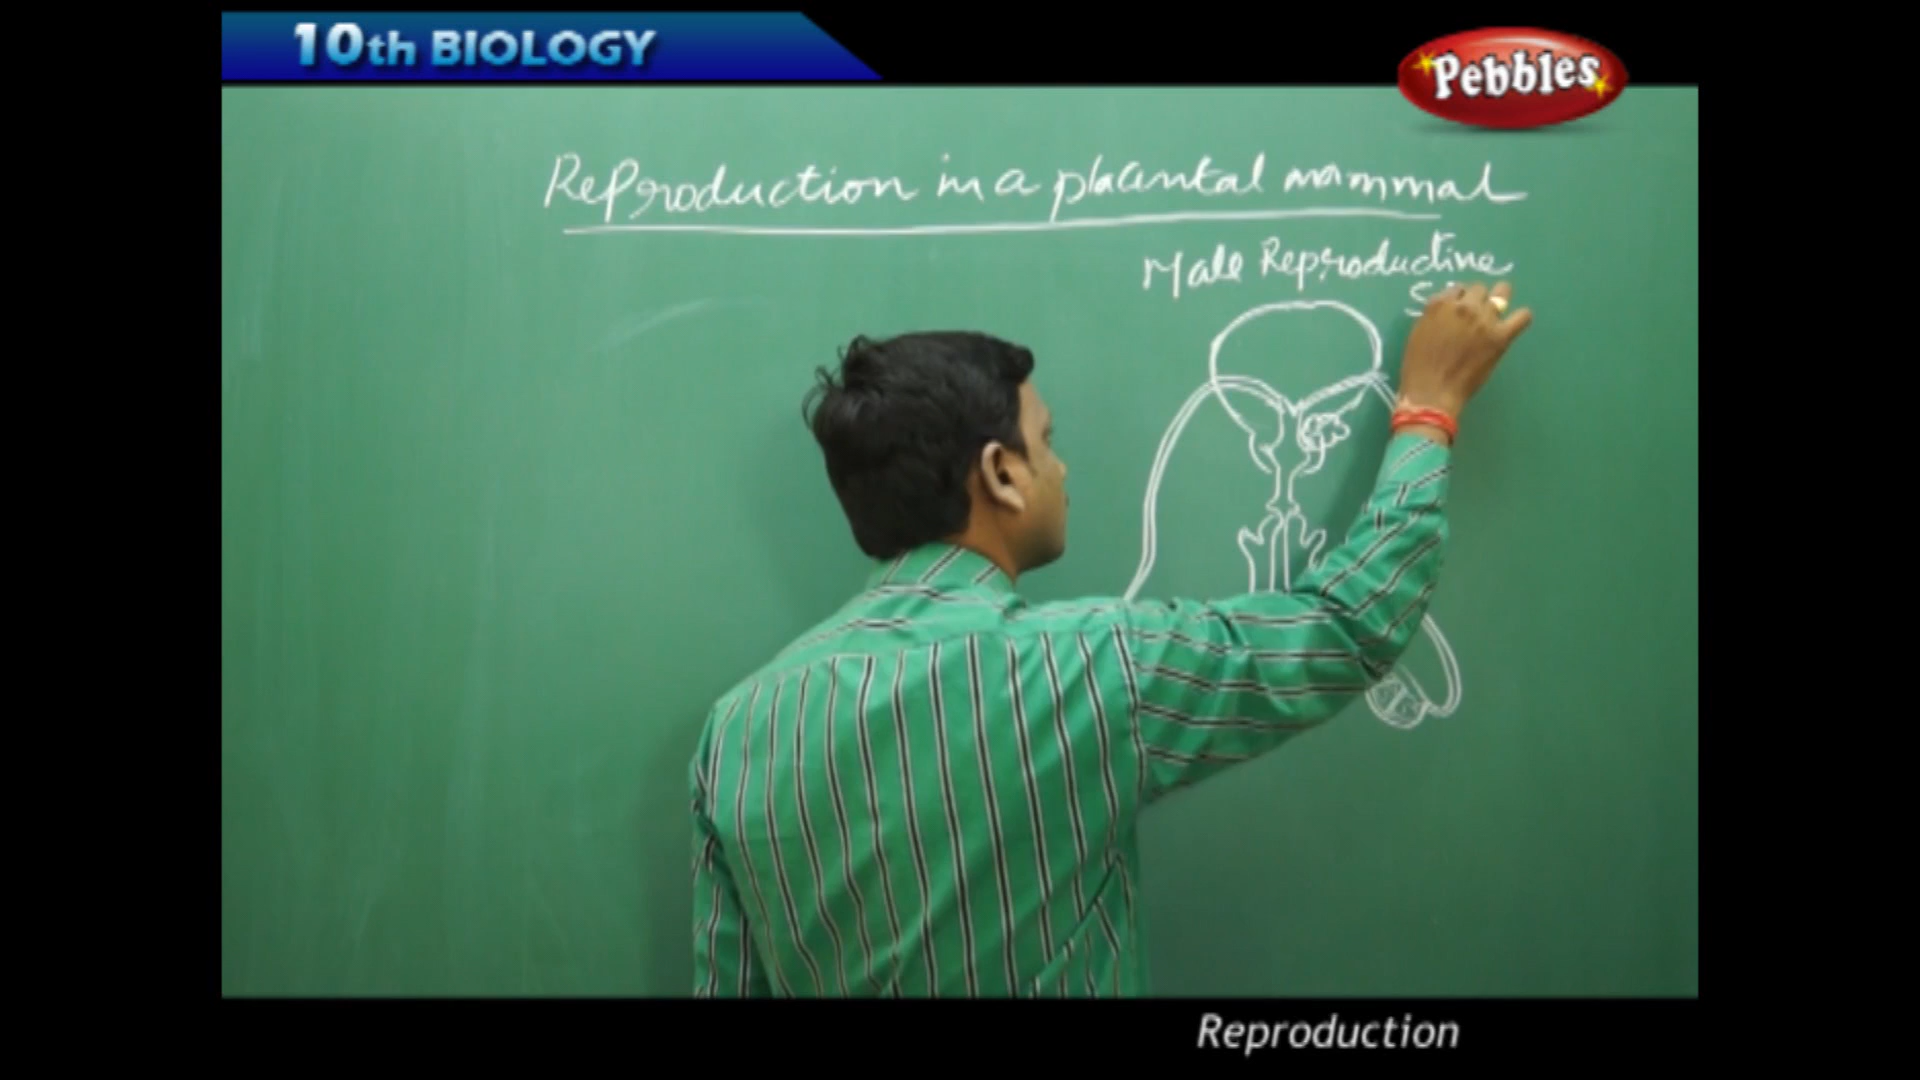 10th BIOLOGY
Pebbles
Reproduction in a placental mammal
Male Reproductive
Reproduction